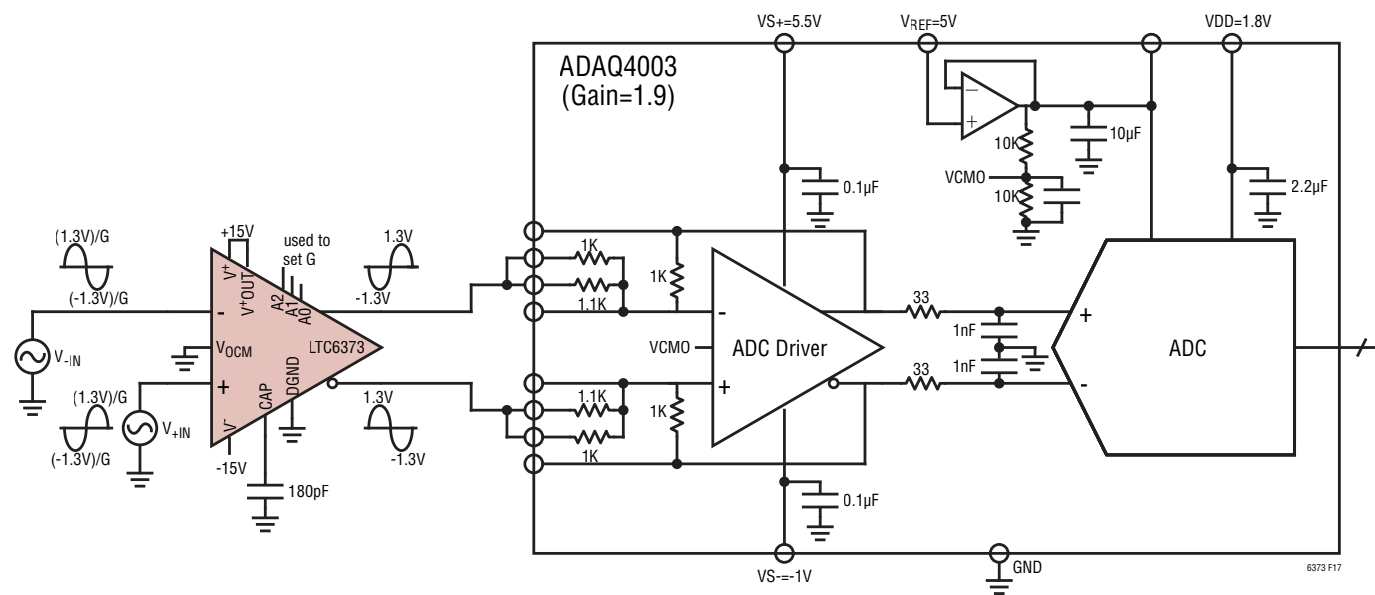 VS+=5.5V
VREF=5V
VDD=1.8V
ADAQ4003
(Gain=1.9)
10K
10µF
VCMO
10K
0.1µF
2.2µF
(1.3V)/G
(-1.3V)/G
+15V
used to
set G
1.3V
-1.3V
V+
V+OUT
A2
A1
A0
1K
1K
1.1K
-
LTC6373
VOCM
+
CAP
DGND
V-
-15V
180pF
V-IN
V+IN
(1.3V)/G
(-1.3V)/G
1.3V
-1.3V
-
VCMO
ADC Driver
+
1.1K
1K
1K
33
1nF
1nF
33
+
ADC
-
0.1µF
VS-=-1V
GND
6373 F17